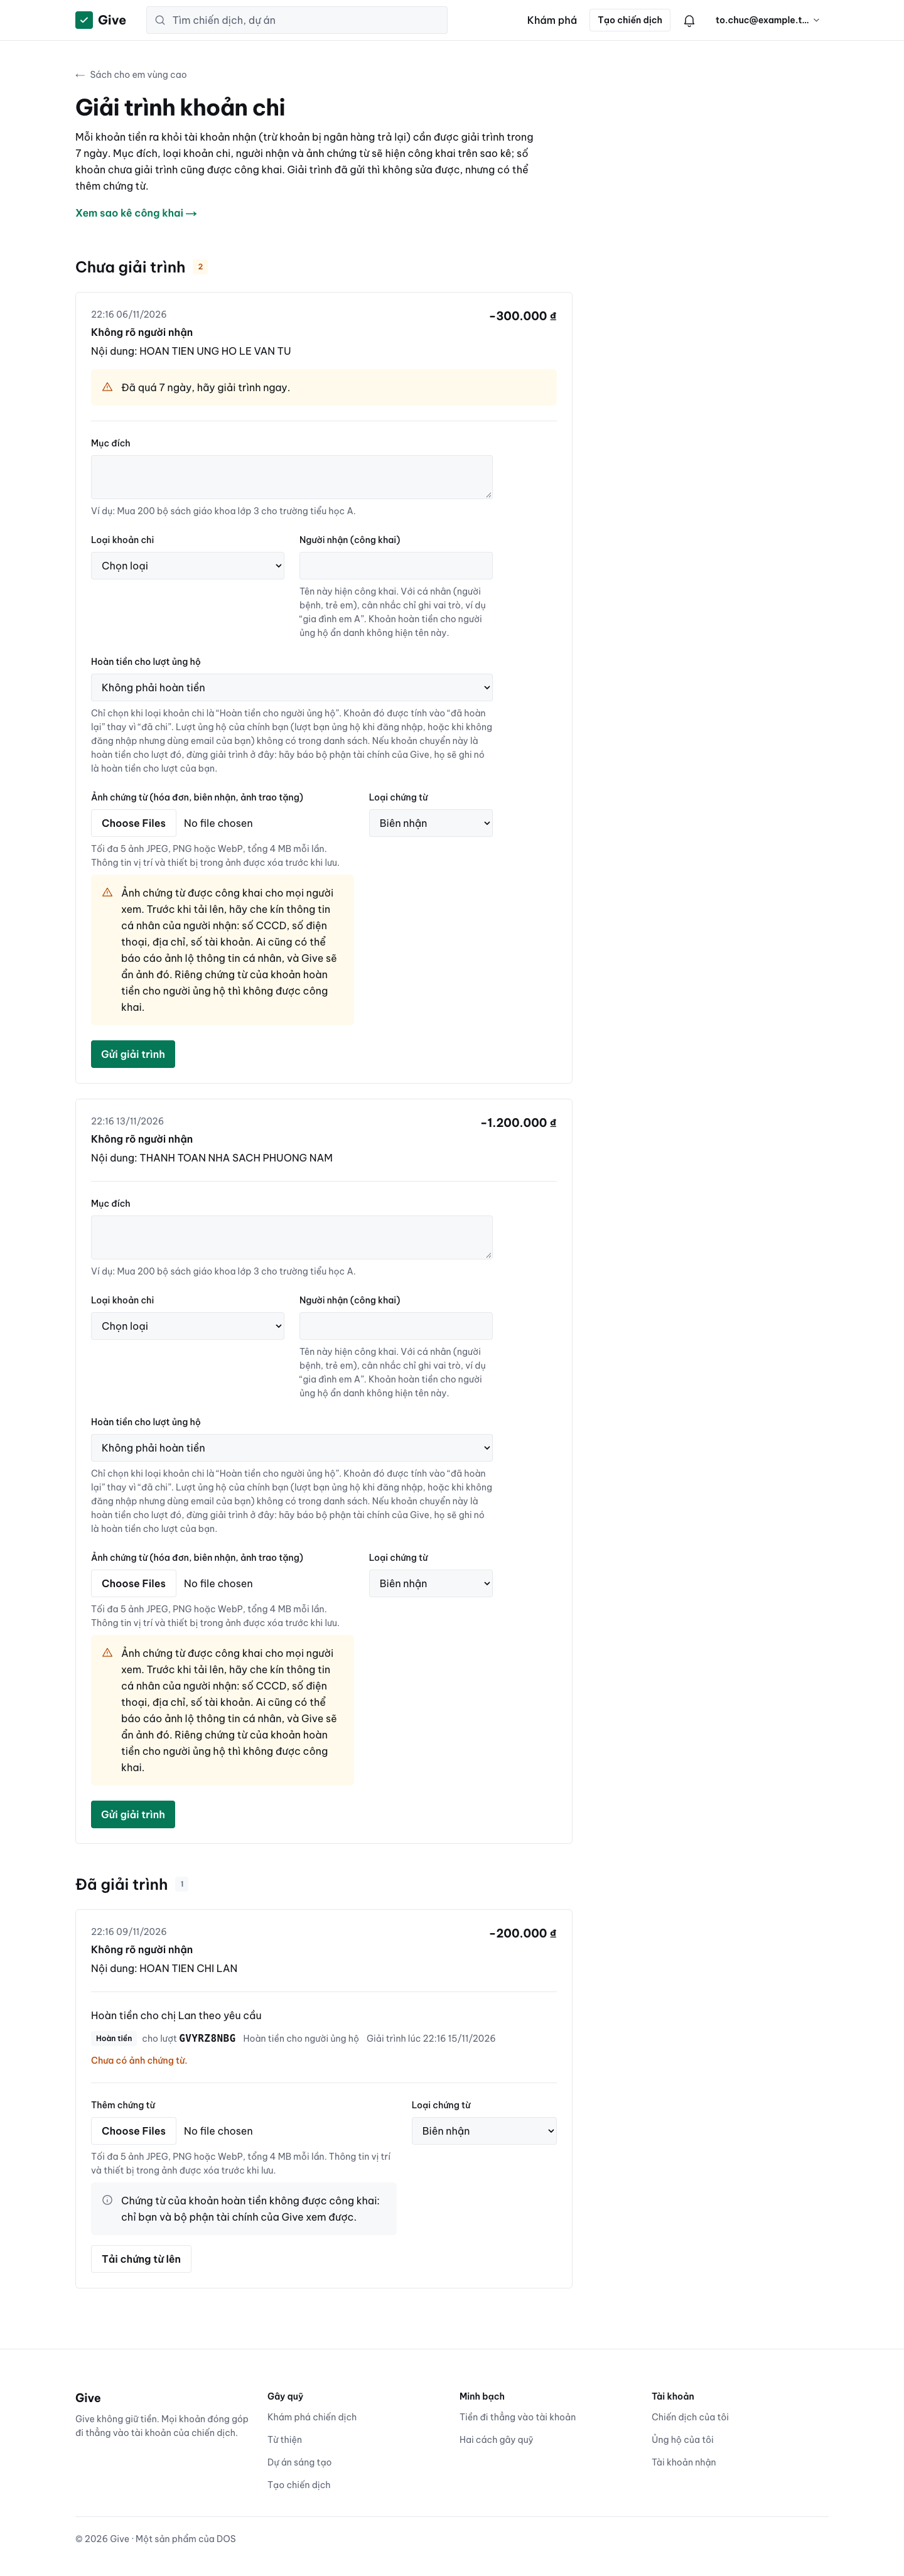 Give
Tìm chiến dịch, dự án
Khám phá
Tạo chiến dịch
to.chuc@example.t...
← Sách cho em vùng cao
Giải trình khoản chi
Mỗi khoản tiền ra khỏi tài khoản nhận (trừ khoản bị ngân hàng trả lại) cần được giải trình trong
7 ngày. Mục đích, loại khoản chi, người nhận và ảnh chứng từ sẽ hiện công khai trên sao kê; số
khoản chưa giải trình cũng được công khai. Giải trình đã gửi thì không sửa được, nhưng có thể
thêm chứng từ.
Xem sao kê công khai →
Chưa giải trình 2
22:16 06/11/2026
-300.000 ₫
Không rõ người nhận
Nội dung: HOAN TIEN UNG HO LE VAN TU
Đã quá 7 ngày, hãy giải trình ngay.
Mục đích
Ví dụ: Mua 200 bộ sách giáo khoa lớp 3 cho trường tiểu học A.
Loại khoản chi
Người nhận (công khai)
Chọn loại
Tên này hiện công khai. Với cá nhân (người
bệnh, trẻ em), cân nhắc chỉ ghi vai trò, ví dụ
"gia đình em A". Khoản hoàn tiền cho người
ủng hộ ẩn danh không hiện tên này.
Hoàn tiền cho lượt ủng hộ
Không phải hoàn tiền
Chỉ chọn khi loại khoản chi là "Hoàn tiền cho người ủng hộ". Khoản đó được tính vào "đã hoàn
lại" thay vì "đã chi". Lượt ủng hộ của chính bạn (lượt bạn ủng hộ khi đăng nhập, hoặc khi không
đăng nhập nhưng dùng email của bạn) không có trong danh sách. Nếu khoản chuyển này là
hoàn tiền cho lượt đó, đừng giải trình ở đây: hãy báo bộ phận tài chính của Give, họ sẽ ghi nó
là hoàn tiền cho lượt của bạn.
Ảnh chứng từ (hóa đơn, biên nhận, ảnh trao tặng)
Loại chứng từ
Choose Files No file chosen
Biên nhận
Tối đa 5 ảnh JPEG, PNG hoặc WebP, tổng 4 MB mỗi lần.
Thông tin vị trí và thiết bị trong ảnh được xóa trước khi lưu.
Ảnh chứng từ được công khai cho mọi người
xem. Trước khi tải lên, hãy che kín thông tin
cá nhân của người nhận: số CCCD, số điện
thoại, địa chỉ, số tài khoản. Ai cũng có thể
báo cáo ảnh lộ thông tin cá nhân, và Give sẽ
ẩn ảnh đó. Riêng chứng từ của khoản hoàn
tiền cho người ủng hộ thì không được công
khai.
Gửi giải trình
22:16 13/11/2026
-1.200.000 ₫
Không rõ người nhận
Nội dung: THANH TOAN NHA SACH PHUONG NAM
Mục đích
Ví dụ: Mua 200 bộ sách giáo khoa lớp 3 cho trường tiểu học A.
Loại khoản chi
Người nhận (công khai)
Chọn loại
Tên này hiện công khai. Với cá nhân (người
bệnh, trẻ em), cân nhắc chỉ ghi vai trò, ví dụ
"gia đình em A". Khoản hoàn tiền cho người
ủng hộ ẩn danh không hiện tên này.
Hoàn tiền cho lượt ủng hộ
Không phải hoàn tiền
Chỉ chọn khi loại khoản chi là "Hoàn tiền cho người ủng hộ". Khoản đó được tính vào "đã hoàn
lại" thay vì "đã chi". Lượt ủng hộ của chính bạn (lượt bạn ủng hộ khi đăng nhập, hoặc khi không
đăng nhập nhưng dùng email của bạn) không có trong danh sách. Nếu khoản chuyển này là
hoàn tiền cho lượt đó, đừng giải trình ở đây: hãy báo bộ phận tài chính của Give, họ sẽ ghi nó
là hoàn tiền cho lượt của bạn.
Ảnh chứng từ (hóa đơn, biên nhận, ảnh trao tặng)
Loại chứng từ
Choose Files No file chosen
Biên nhận
Tối đa 5 ảnh JPEG, PNG hoặc WebP, tổng 4 MB mỗi lần.
Thông tin vị trí và thiết bị trong ảnh được xóa trước khi lưu.
Ảnh chứng từ được công khai cho mọi người
xem. Trước khi tải lên, hãy che kín thông tin
cá nhân của người nhận: số CCCD, số điện
thoại, địa chỉ, số tài khoản. Ai cũng có thể
báo cáo ảnh lộ thông tin cá nhân, và Give sẽ
ẩn ảnh đó. Riêng chứng từ của khoản hoàn
tiền cho người ủng hộ thì không được công
khai.
Gửi giải trình
Đã giải trình 1
22:16 09/11/2026
-200.000 ₫
Không rõ người nhận
Nội dung: HOAN TIEN CHI LAN
Hoàn tiền cho chị Lan theo yêu cầu
Hoàn tiền cho lượt GVYRZ8NBG Hoàn tiền cho người ủng hộ Giải trình lúc 22:16 15/11/2026
Chưa có ảnh chứng từ.
Thêm chứng từ
Loại chứng từ
Choose Files No file chosen
Biên nhận
Tối đa 5 ảnh JPEG, PNG hoặc WebP, tổng 4 MB mỗi lần. Thông tin vị trí
và thiết bị trong ảnh được xóa trước khi lưu.
Chứng từ của khoản hoàn tiền không được công khai:
chỉ bạn và bộ phận tài chính của Give xem được.
Tải chứng từ lên
Give
Give không giữ tiền. Mọi khoản đóng góp
đi thẳng vào tài khoản của chiến dịch.
Gây quỹ
Khám phá chiến dịch
Từ thiện
Dự án sáng tạo
Tạo chiến dịch
Minh bạch
Tiền đi thẳng vào tài khoản
Hai cách gây quỹ
Tài khoản
Chiến dịch của tôi
Ủng hộ của tôi
Tài khoản nhận
© 2026 Give · Một sản phẩm của DOS